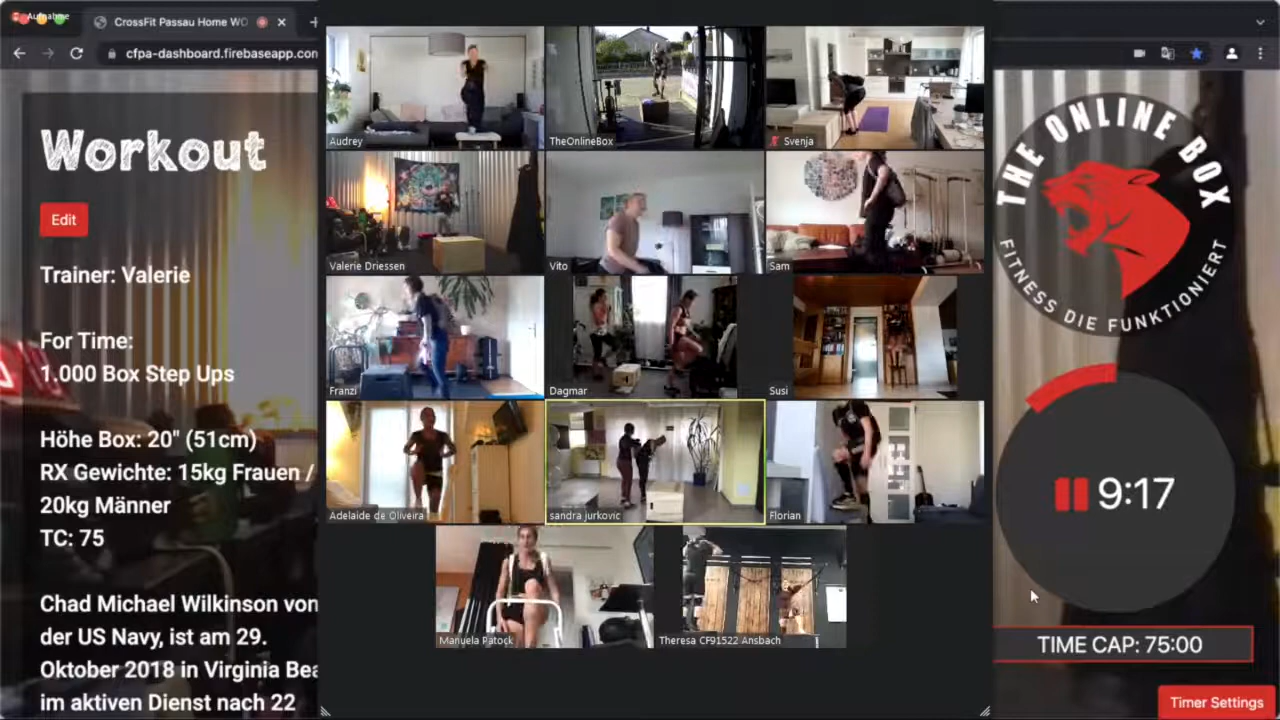 Aufnahme
CrossFit Passau Home WO
cfpa-dashboard.firebaseapp.com
Workout
Edit
Trainer: Valerie
For Time:
1.000 Box Step Ups
Höhe Box: 20" (51cm)
RX Gewichte: 15kg Frauen /
20kg Männer
TC: 75
Chad Michael Wilkinson von
der US Navy, ist am 29.
Oktober 2018 in Virginia Bea
im aktiven Dienst nach 22
Audrey
TheOnlineBox
Svenja
Valerie Driessen
Vito
Sam
Franzi
Dagmar
Susi
Adelaide de Oliveira
sandra jurkovic
Florian
Manuela Patock
Theresa CF91522 Ansbach
THE ONLINE BOX
FITNESS DIE FUNKTIONIERT
9:17
TIME CAP: 75:00
Timer Settings